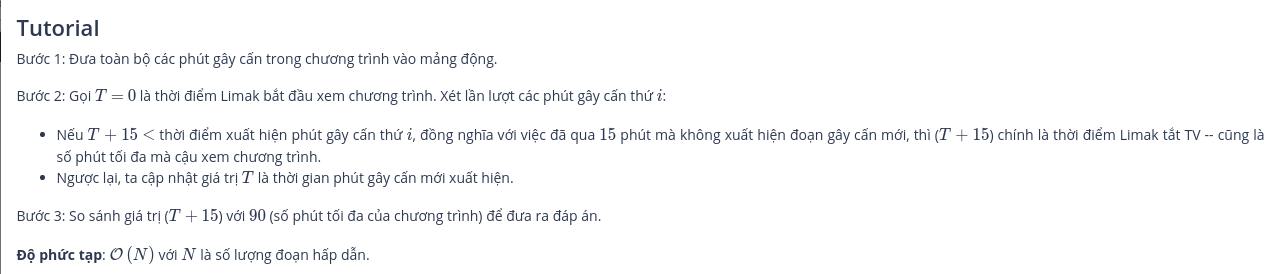 Tutorial
Bước 1: Đưa toàn bộ các phút gây cấn trong chương trình vào mảng động.
Bước 2: Gọi T = 0 là thời điểm Limak bắt đầu xem chương trình. Xét lần lượt các phút gây cấn thứ i:
• Nếu T + 15 < thời điểm xuất hiện phút gây cấn thứ i, đồng nghĩa với việc đã qua 15 phút mà không xuất hiện đoạn gây cấn mới, thì (T + 15) chính là thời điểm Limak tắt TV -- cũng là
số phút tối đa mà cậu xem chương trình.
• Ngược lại, ta cập nhật giá trị T là thời gian phút gây cấn mới xuất hiện.
Bước 3: So sánh giá trị (T + 15) với 90 (số phút tối đa của chương trình) để đưa ra đáp án.
Độ phức tạp: O (N) với N là số lượng đoạn hấp dẫn.